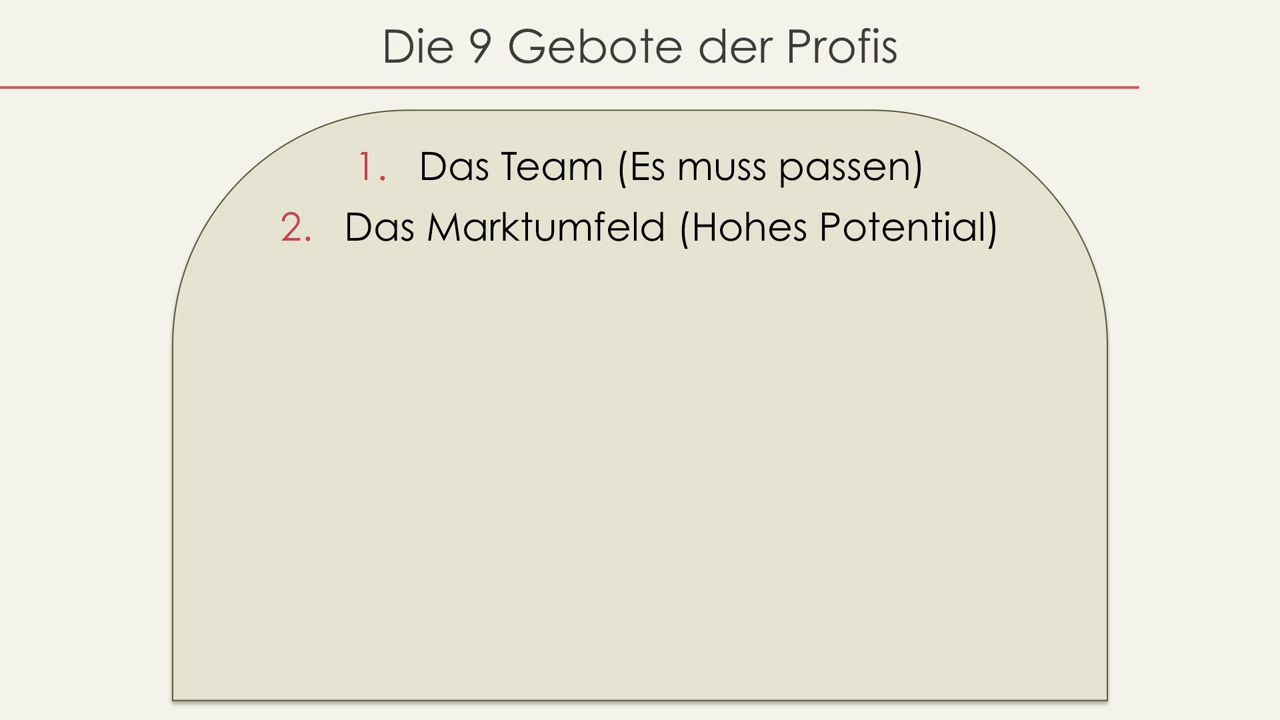 Die 9 Gebote der Profis
1. Das Team (Es muss passen)
2. Das Marktumfeld (Hohes Potential)